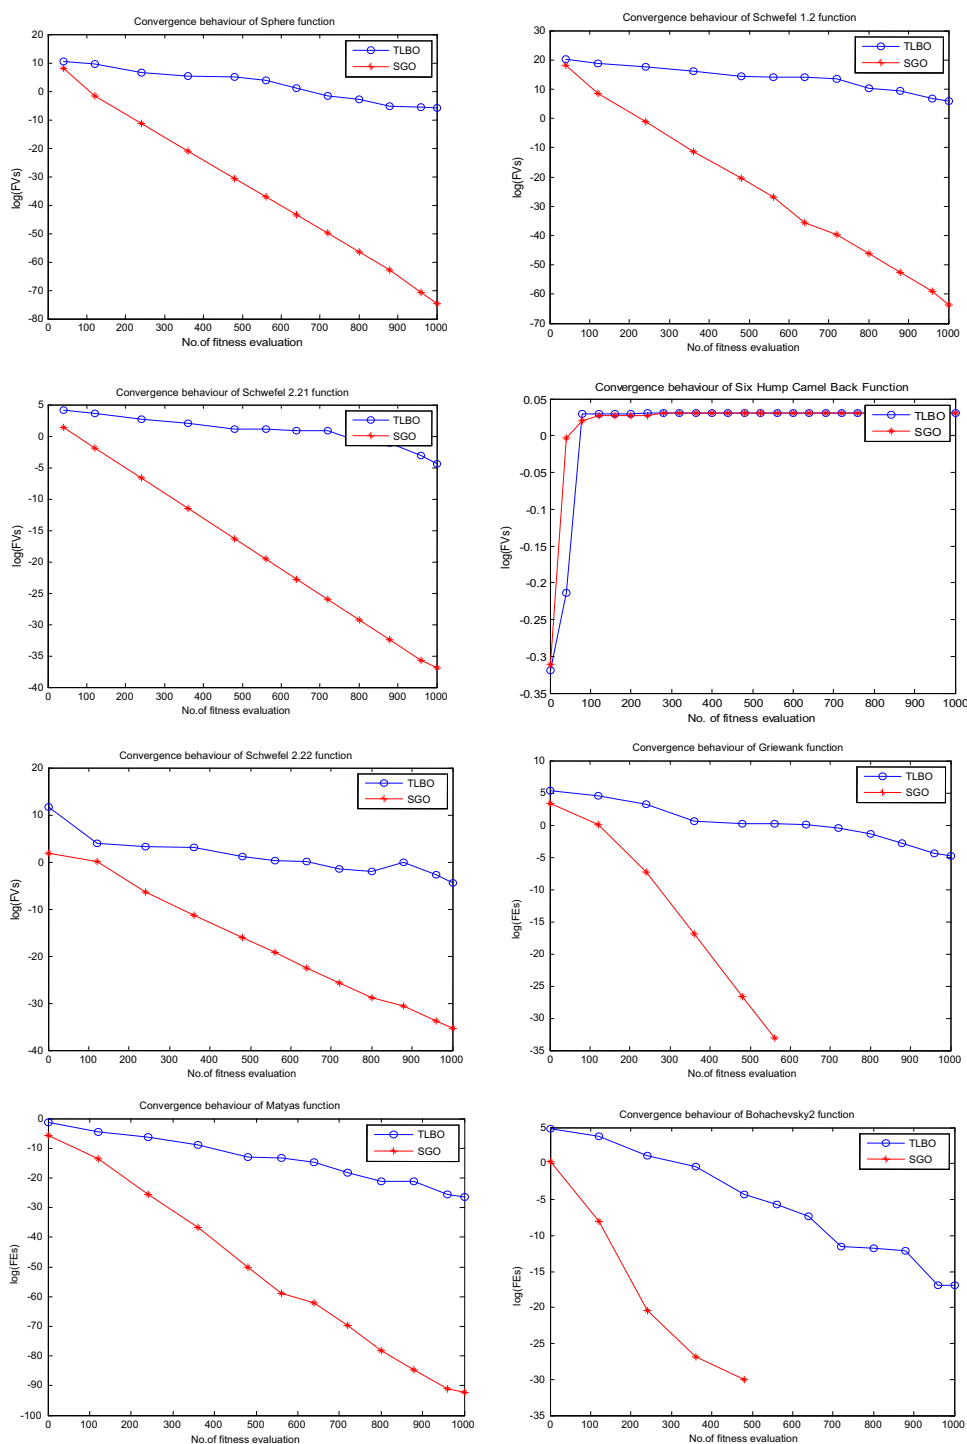 Convergence behaviour of Sphere function
20
10
0
-10
-20
-30
-40
-50
-60
-70
-80
log(FVs)
0 100 200 300 400 500 600 700 800 900 1000
No.of fitness evaluation
TLBO
SGO
Convergence behaviour of Schwefel 1.2 function
30
20
10
0
-10
-20
-30
-40
-50
-60
-70
log(FVs)
0 100 200 300 400 500 600 700 800 900 1000
No.of fitness evaluation
TLBO
SGO
Convergence behaviour of Schwefel 2.21 function
5
0
-5
-10
-15
-20
-25
-30
-35
-40
log(FVs)
0 100 200 300 400 500 600 700 800 900 1000
No.of fitness evaluation
TLBO
SGO
Convergence behaviour of Six Hump Camel Back Function
0.05
0
-0.05
-0.1
-0.15
-0.2
-0.25
-0.3
-0.35
log(FVs)
0 100 200 300 400 500 600 700 800 900 1000
No. of fitness evaluation
TLBO
SGO
Convergence behaviour of Schwefel 2.22 function
20
10
0
-10
-20
-30
-40
log(FVs)
0 100 200 300 400 500 600 700 800 900 1000
No.of fitness evaluation
TLBO
SGO
Convergence behaviour of Griewank function
10
5
0
-5
-10
-15
-20
-25
-30
-35
log(FEs)
0 100 200 300 400 500 600 700 800 900 1000
No.of fitness evaluation
TLBO
SGO
Convergence behaviour of Matyas function
0
-10
-20
-30
-40
-50
-60
-70
-80
-90
-100
log(FEs)
0 100 200 300 400 500 600 700 800 900 1000
No.of fitness evaluation
TLBO
SGO
Convergence behaviour of Bohachevsky2 function
5
0
-5
-10
-15
-20
-25
-30
-35
log(FEs)
0 100 200 300 400 500 600 700 800 900 1000
No.of fitness evaluation
TLBO
SGO